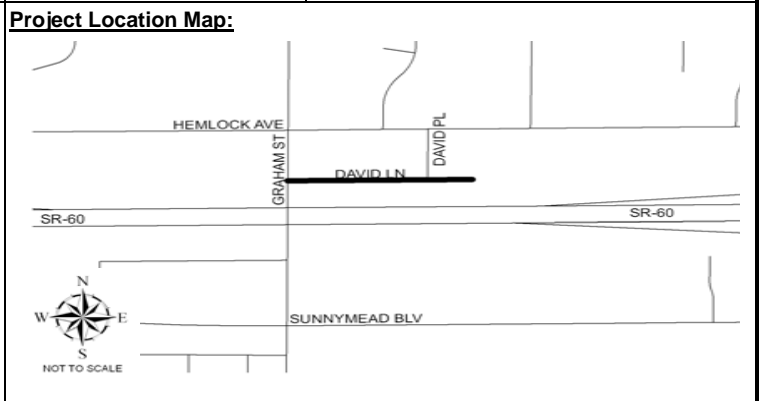 Project Location Map:
HEMLOCK AVE
DAVID PL
GRAHAM ST
DAVID LN
SR-60
SR-60
N
W E
S
SUNNYMEAD BLV
NOT TO SCALE